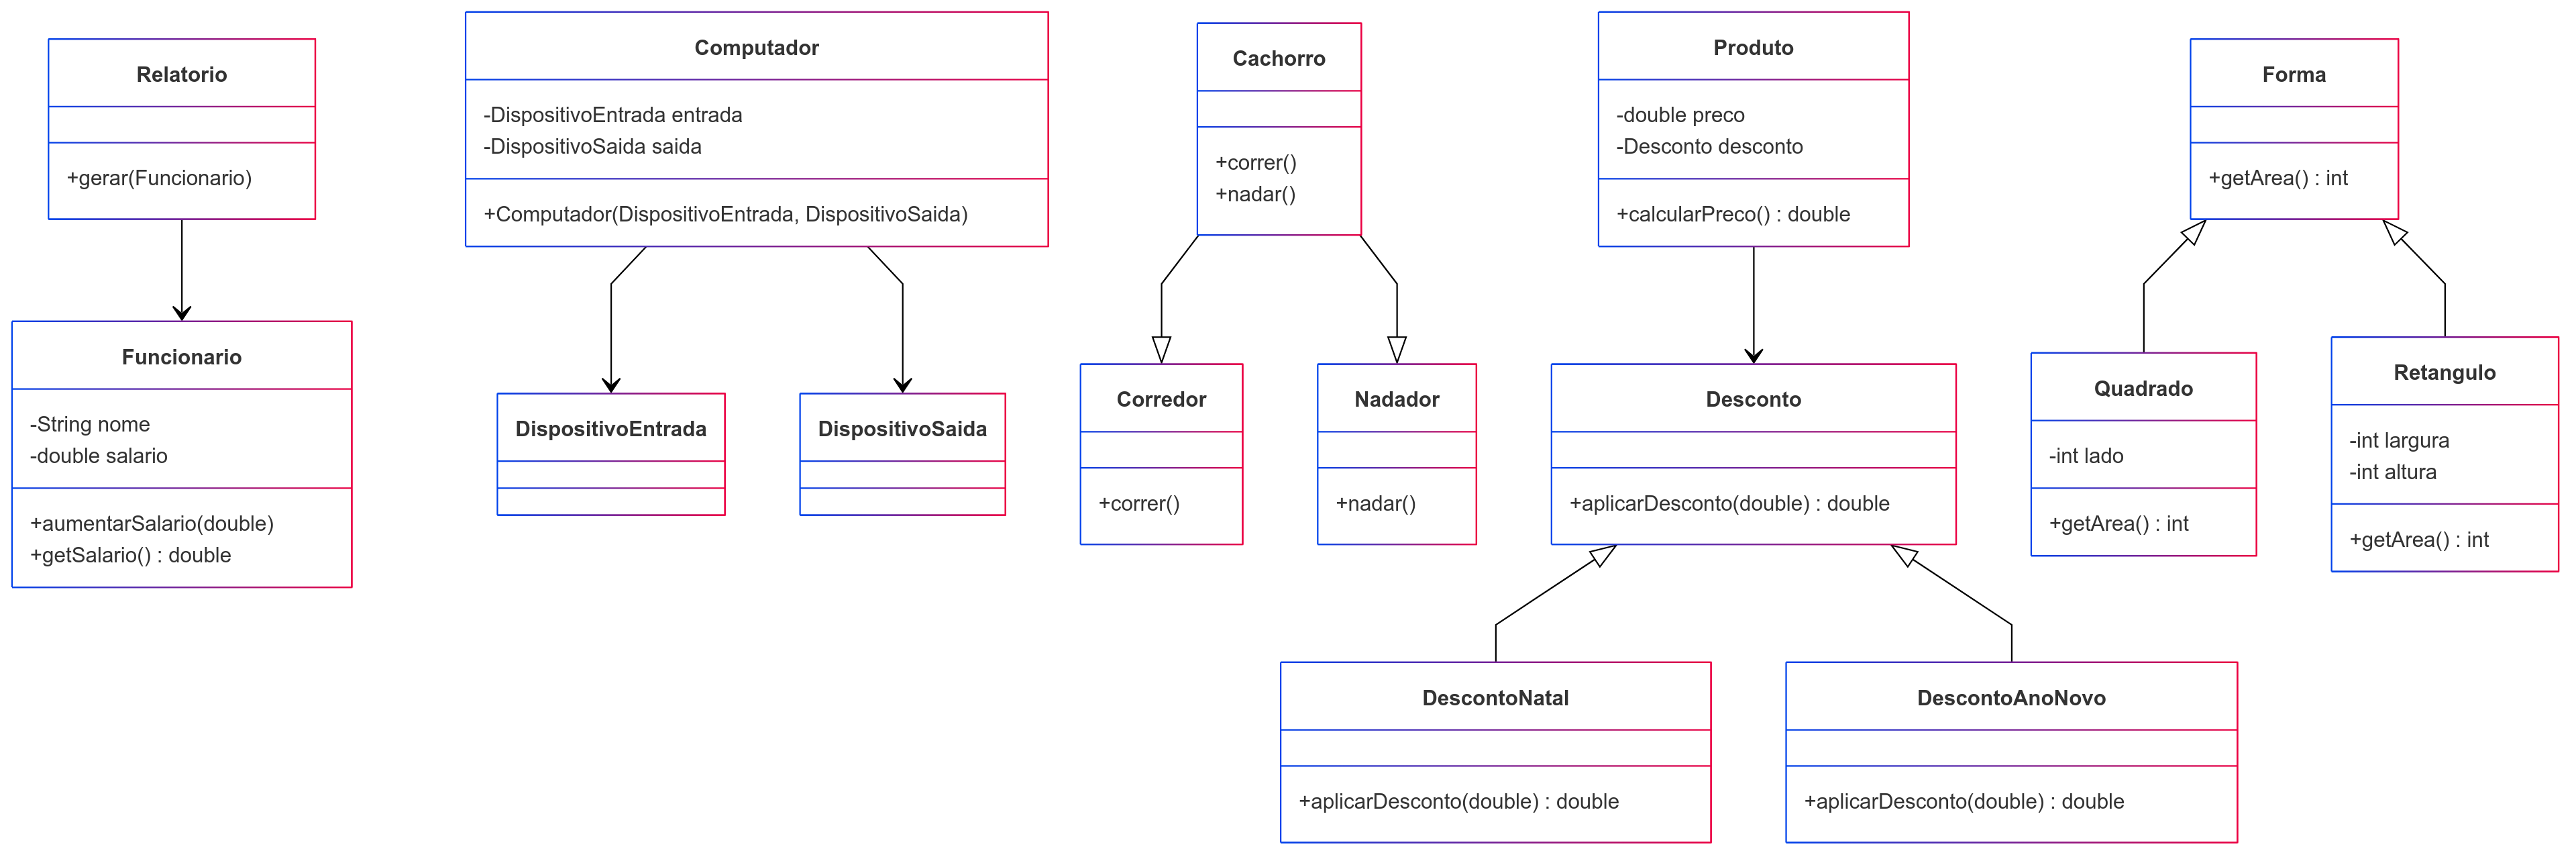 Relatorio
+gerar(Funcionario)
Funcionario
-String nome
-double salario
+aumentarSalario(double)
+getSalario() : double
Computador
-DispositivoEntrada entrada
-DispositivoSaida saida
+Computador(DispositivoEntrada, DispositivoSaida)
DispositivoEntrada
DispositivoSaida
Cachorro
+correr()
+nadar()
Corredor
+correr()
Nadador
+nadar()
Produto
-double preco
-Desconto desconto
+calcularPreco() : double
Desconto
+aplicarDesconto(double) : double
DescontoNatal
+aplicarDesconto(double) : double
DescontoAnoNovo
+aplicarDesconto(double) : double
Forma
+getArea() : int
Quadrado
-int lado
+getArea() : int
Retangulo
-int largura
-int altura
+getArea() : int